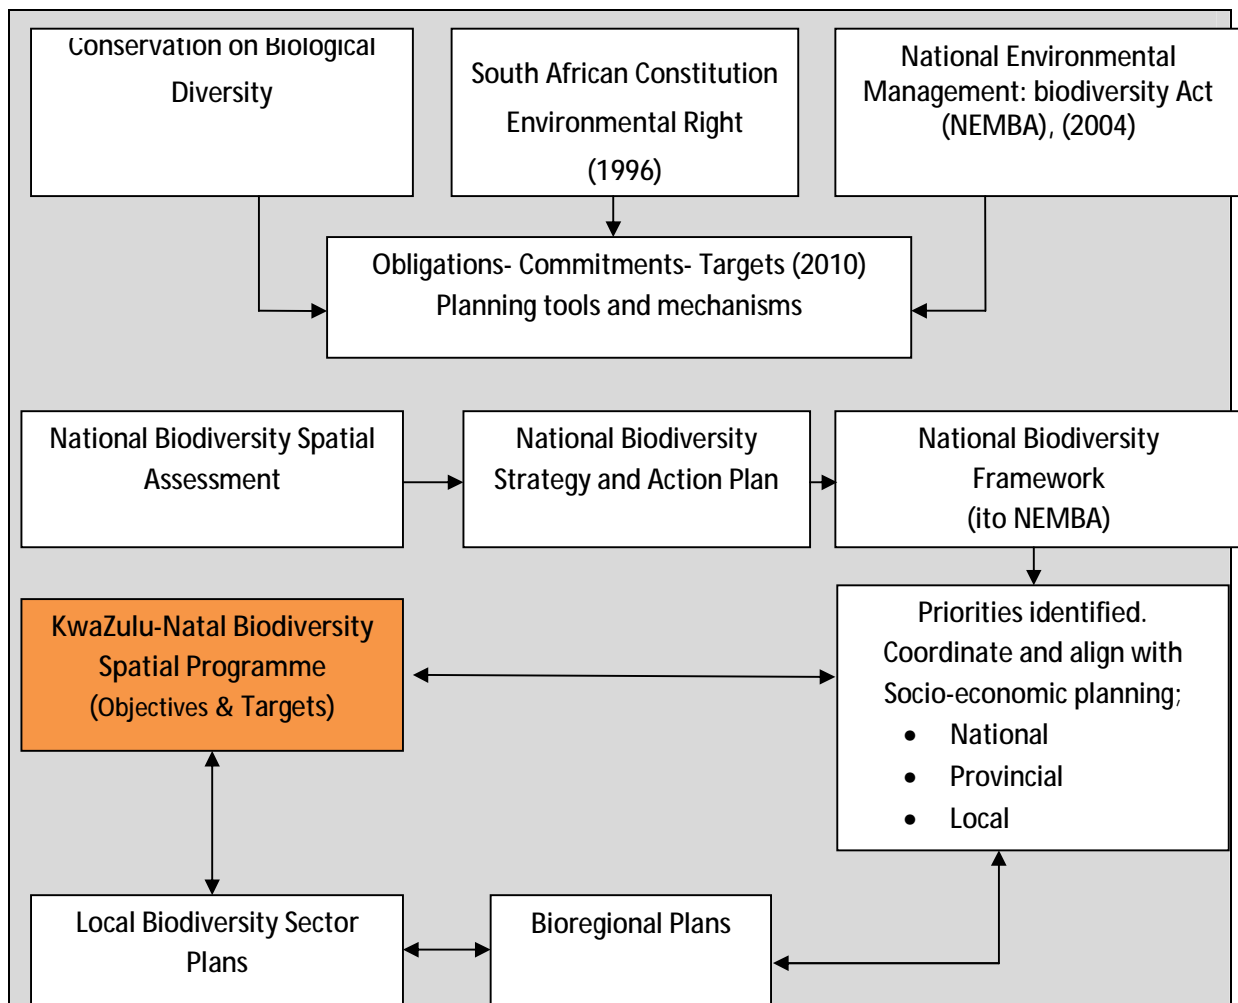 Conservation on Biological
Diversity
South African Constitution
Environmental Right
(1996)
National Environmental
Management: biodiversity Act
(NEMBA), (2004)
Obligations- Commitments- Targets (2010)
Planning tools and mechanisms
National Biodiversity Spatial
Assessment
National Biodiversity
Strategy and Action Plan
National Biodiversity
Framework
(ito NEMBA)
KwaZulu-Natal Biodiversity
Spatial Programme
(Objectives & Targets)
Priorities identified.
Coordinate and align with
Socio-economic planning;
• National
• Provincial
• Local
Local Biodiversity Sector
Plans
Bioregional Plans